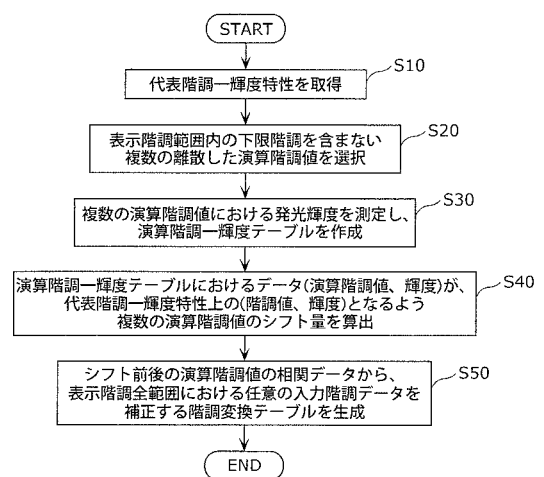 START
代表階調ー輝度特性を取得
S10
表示階調範囲内の下限階調を含まない
複数の離散した演算階調値を選択
S20
複数の演算階調値における発光輝度を測定し、
演算階調ー輝度テーブルを作成
S30
演算階調ー輝度テーブルにおけるデータ(演算階調値、輝度)が、
代表階調ー輝度特性上の(階調値、輝度)となるよう
複数の演算階調値のシフト量を算出
S40
シフト前後の演算階調値の相関データから、
表示階調全範囲における任意の入力階調データを
補正する階調変換テーブルを生成
S50
END